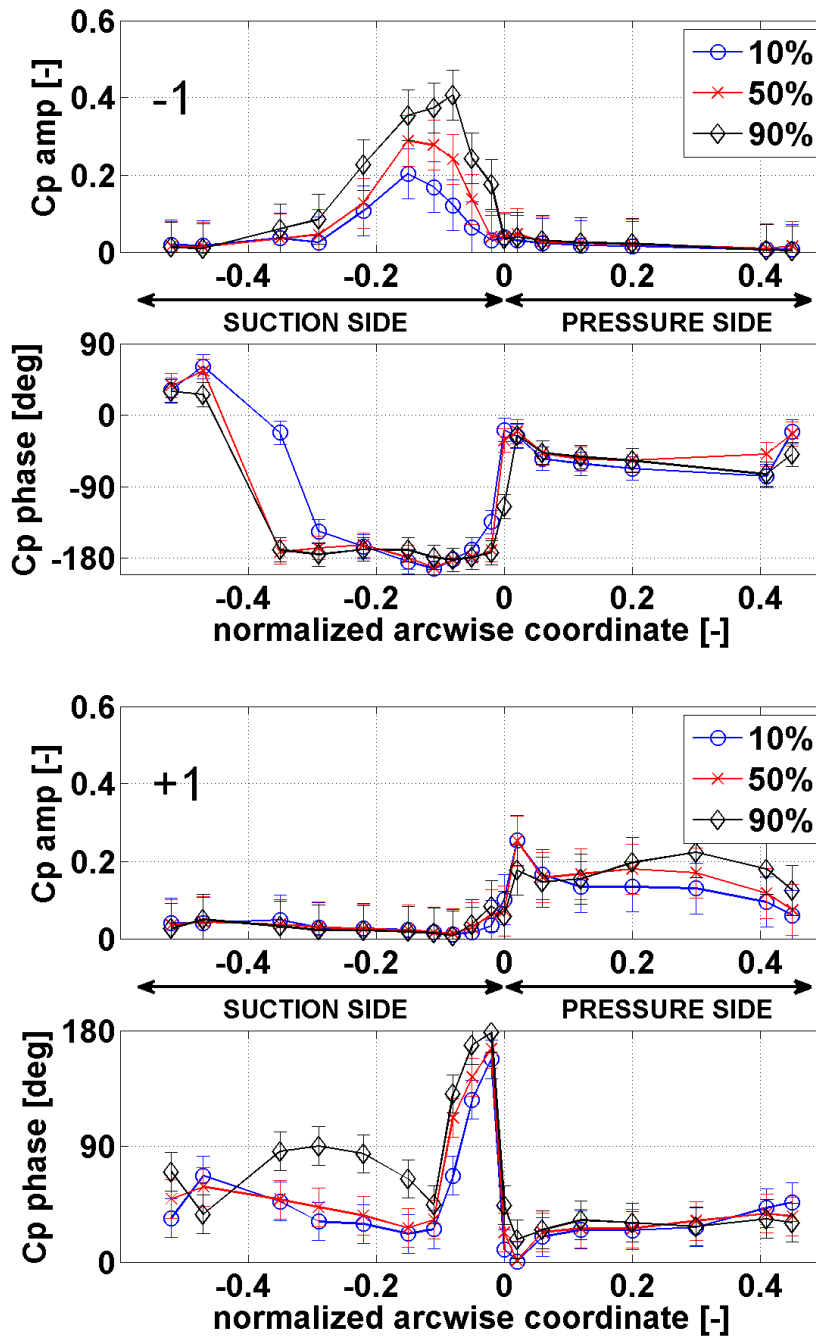 0.6
10%
50%
90%
-1
0.4
0.2
0
Cp amp [-]
-0.4 -0.2 0 0.2 0.4
SUCTION SIDE PRESSURE SIDE
90
0
-90
-180
Cp phase [deg]
-0.4 -0.2 0 0.2 0.4
normalized arcwise coordinate [-]
0.6
10%
50%
90%
+1
0.4
0.2
0
Cp amp [-]
-0.4 -0.2 0 0.2 0.4
SUCTION SIDE PRESSURE SIDE
180
90
0
Cp phase [deg]
-0.4 -0.2 0 0.2 0.4
normalized arcwise coordinate [-]